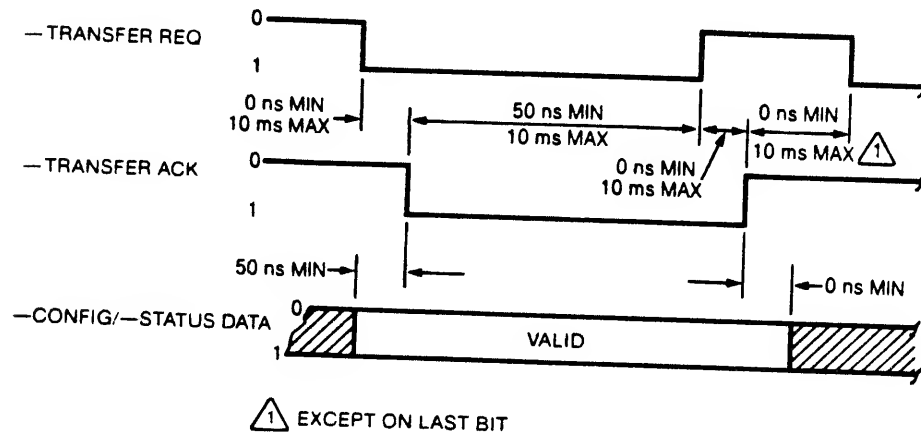 0
—TRANSFER REQ
1
0 ns MIN
10 ms MAX
50 ns MIN
10 ms MAX
0 ns MIN
10 ms MAX
0 ns MIN
10 ms MAX 1
0
—TRANSFER ACK
1
50 ns MIN
0 ns MIN
0
—CONFIG/—STATUS DATA
VALID
1
1 EXCEPT ON LAST BIT